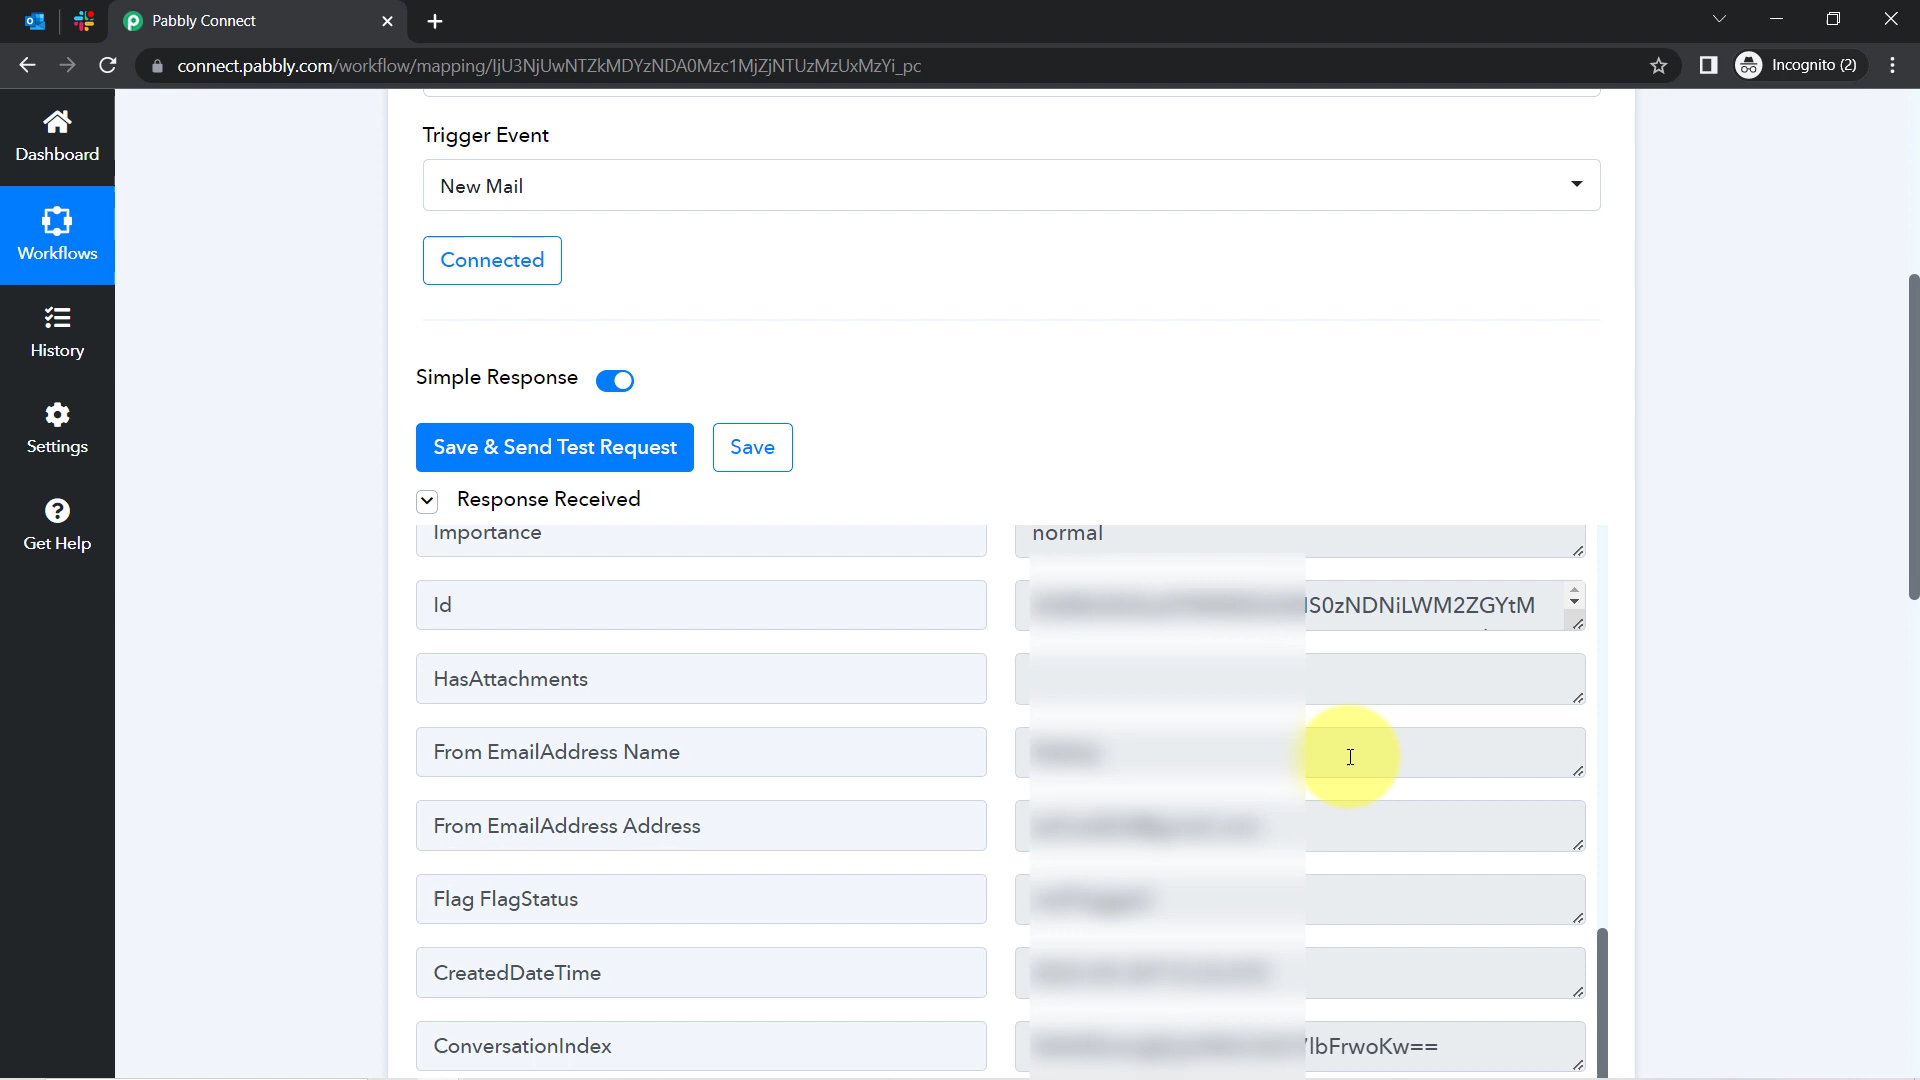 Pabbly Connect
connect.pabbly.com/workflow/mapping/IjU3NjUwNTZkMDYzNDA0Mzc1MjZjNTUzMzUxMzYi_pc
Incognito (2)
Dashboard
Workflows
History
Settings
Get Help
Trigger Event
New Mail
Connected
Simple Response
Save & Send Test Request
Save
Response Received
Importance
normal
Id
IS0zNDNiLWM2ZGYtM
HasAttachments
From EmailAddress Name
From EmailAddress Address
Flag FlagStatus
CreatedDateTime
ConversationIndex
lbFrwoKw==